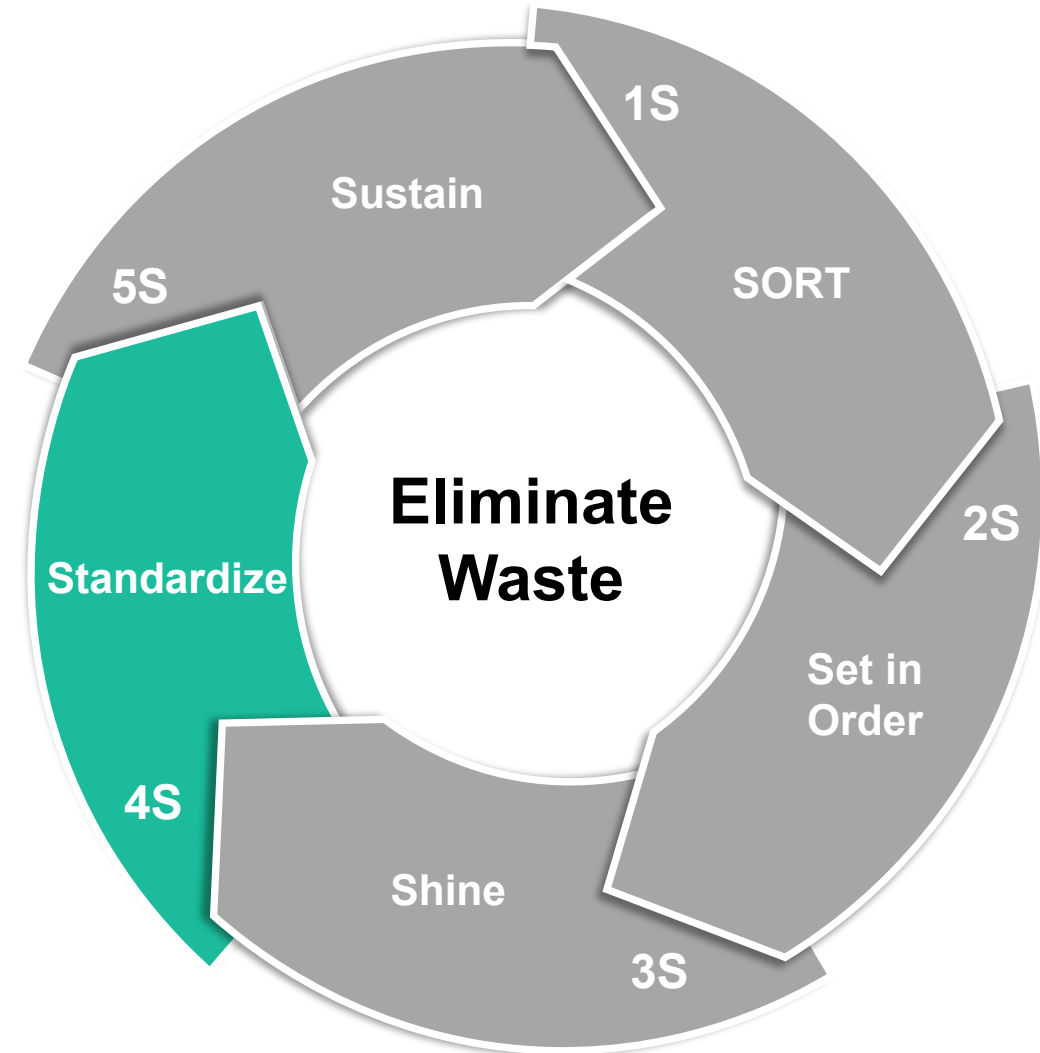 1S
SORT
2S
Set in
Order
3S
Shine
4S
Standardize
5S
Sustain
Eliminate
Waste